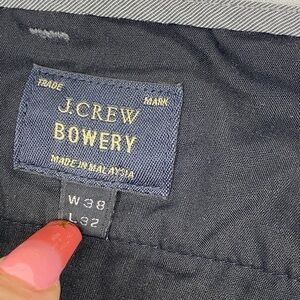 TRADE MARK
J.CREW
BOWERY
MADE IN MALAYSIA
W 38
L 32